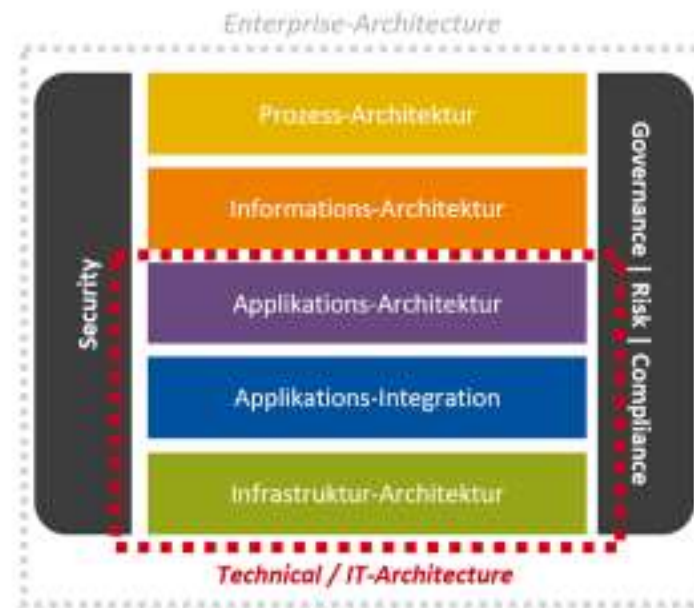 Enterprise-Architecture
Prozess-Architektur
Informations-Architektur
Applikations-Architektur
Applikations-Integration
Infrastruktur-Architektur
Security
Governance | Risk | Compliance
Technical / IT-Architecture